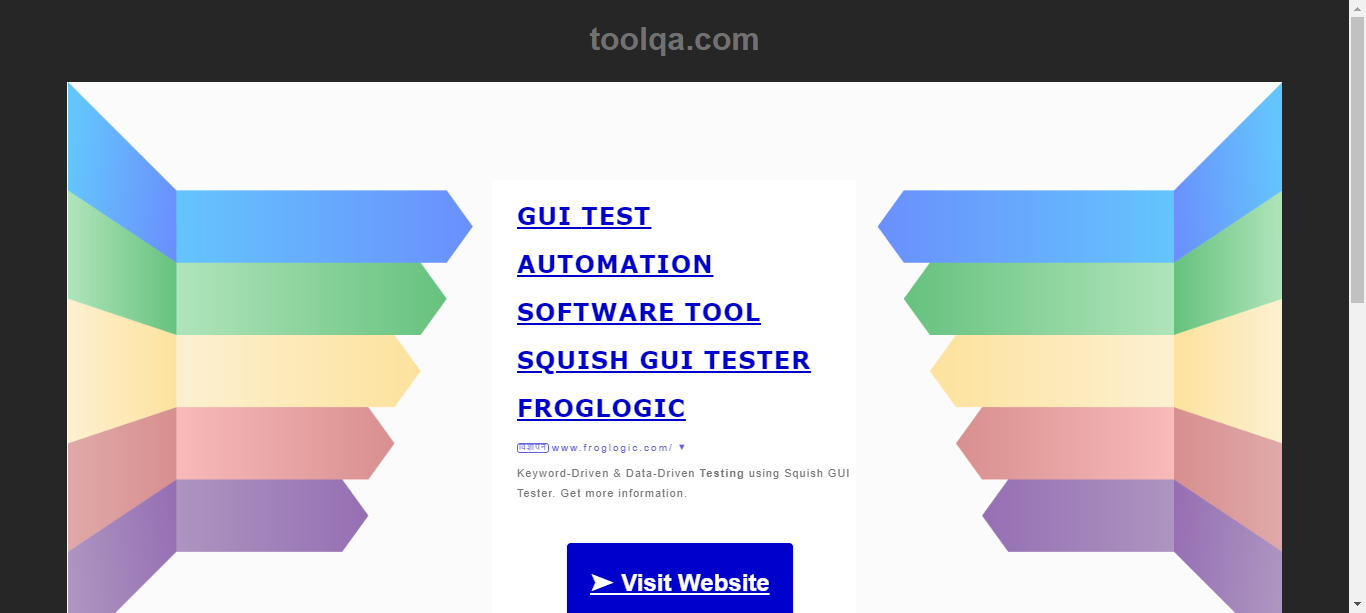 toolqa.com
GUI TEST
AUTOMATION
SOFTWARE TOOL
SQUISH GUI TESTER
FROGLOGIC
विज्ञापन www.froglogic.com/ ▼
Keyword-Driven & Data-Driven Testing using Squish GUI
Tester. Get more information.
➤ Visit Website